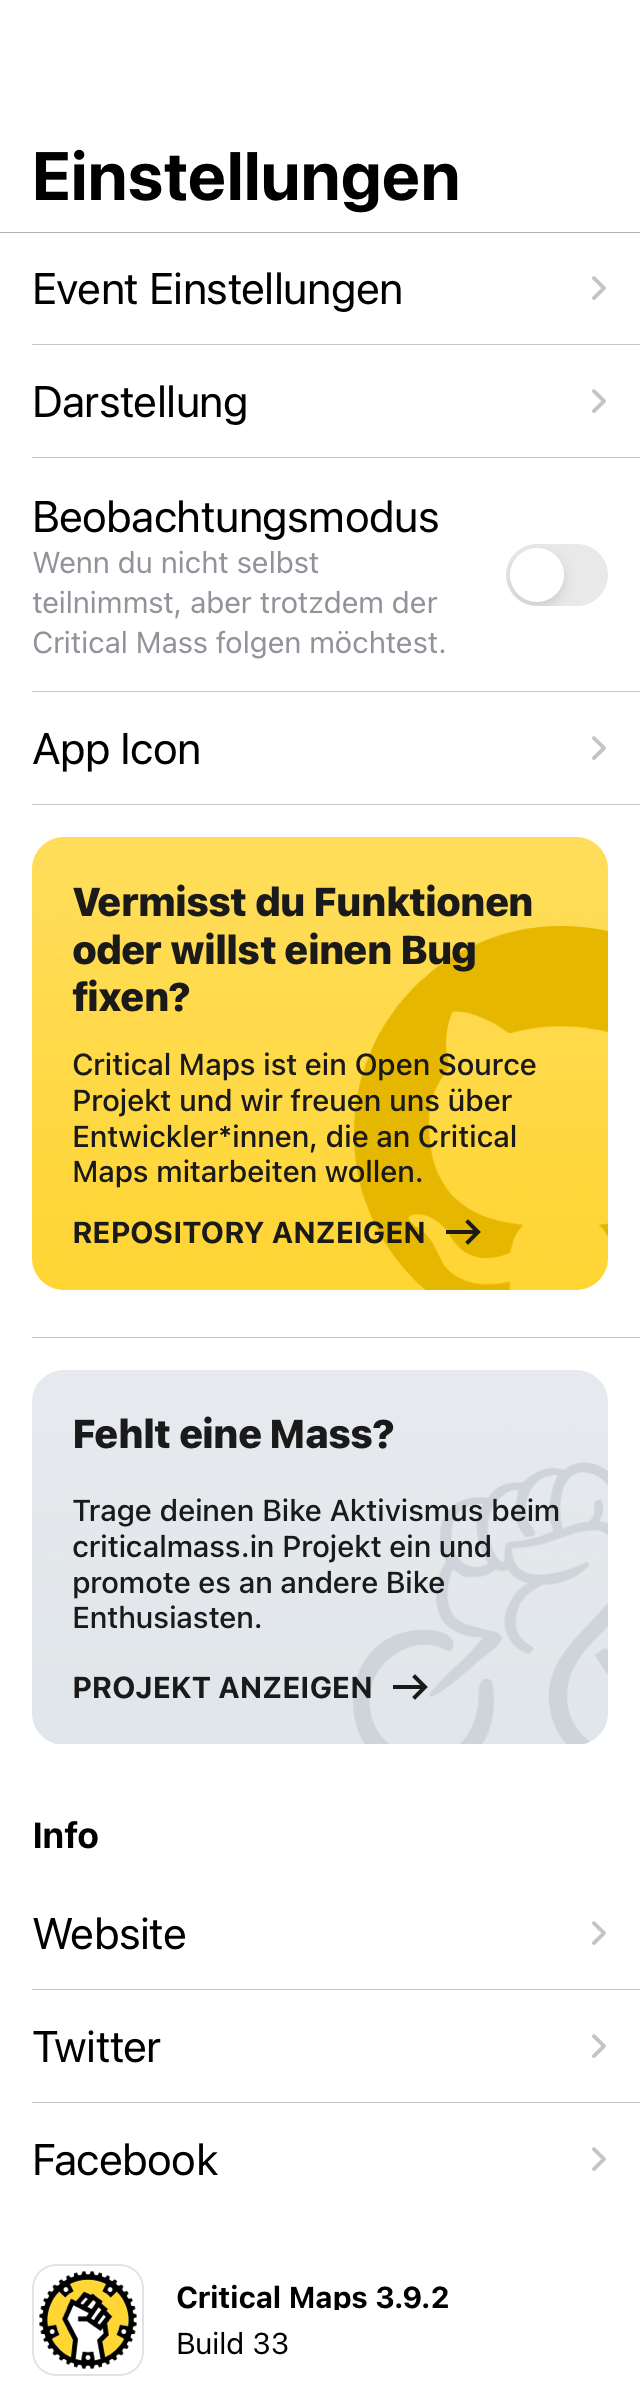 Einstellungen
Event Einstellungen
Darstellung
Beobachtungsmodus
Wenn du nicht selbst
teilnimmst, aber trotzdem der
Critical Mass folgen möchtest.
App Icon
Vermisst du Funktionen
oder willst einen Bug
fixen?
Critical Maps ist ein Open Source
Projekt und wir freuen uns über
Entwickler*innen, die an Critical
Maps mitarbeiten wollen.
REPOSITORY ANZEIGEN →
Fehlt eine Mass?
Trage deinen Bike Aktivismus beim
criticalmass.in Projekt ein und
promote es an andere Bike
Enthusiasten.
PROJEKT ANZEIGEN →
Info
Website
Twitter
Facebook
Critical Maps 3.9.2
Build 33